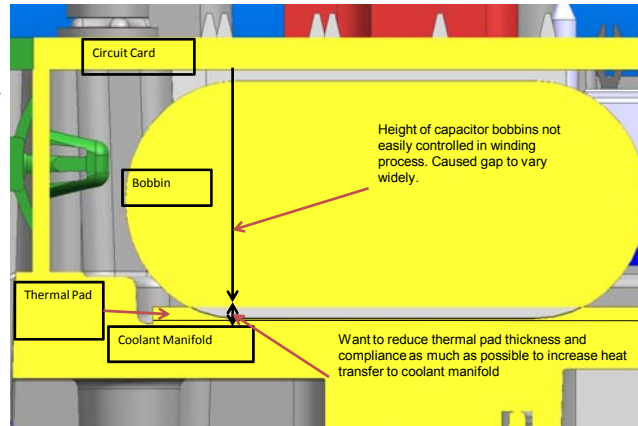 Circuit Card
Height of capacitor bobbins not
easily controlled in winding
process. Caused gap to vary
widely.
Bobbin
Thermal Pad
Coolant Manifold
Want to reduce thermal pad thickness and
compliance as much as possible to increase heat
transfer to coolant manifold